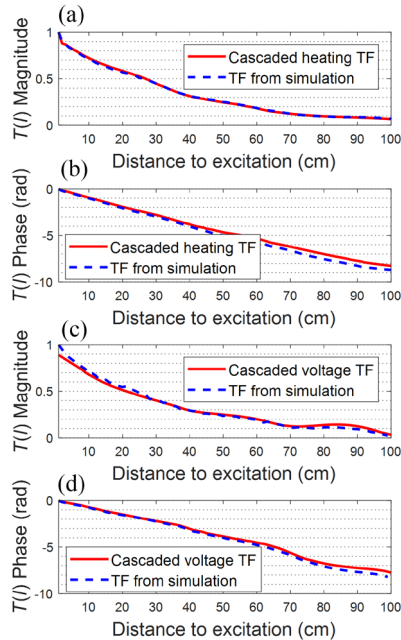 (a)
T(l) Magnitude
1
0.5
0
Cascaded heating TF
TF from simulation
10 20 30 40 50 60 70 80 90 100
Distance to excitation (cm)
(b)
T(l) Phase (rad)
0
-5
-10
Cascaded heating TF
TF from simulation
10 20 30 40 50 60 70 80 90 100
Distance to excitation (cm)
(c)
T(l) Magnitude
1
0.5
0
Cascaded voltage TF
TF from simulation
10 20 30 40 50 60 70 80 90 100
Distance to excitation (cm)
(d)
T(l) Phase (rad)
0
-5
-10
Cascaded voltage TF
TF from simulation
10 20 30 40 50 60 70 80 90 100
Distance to excitation (cm)